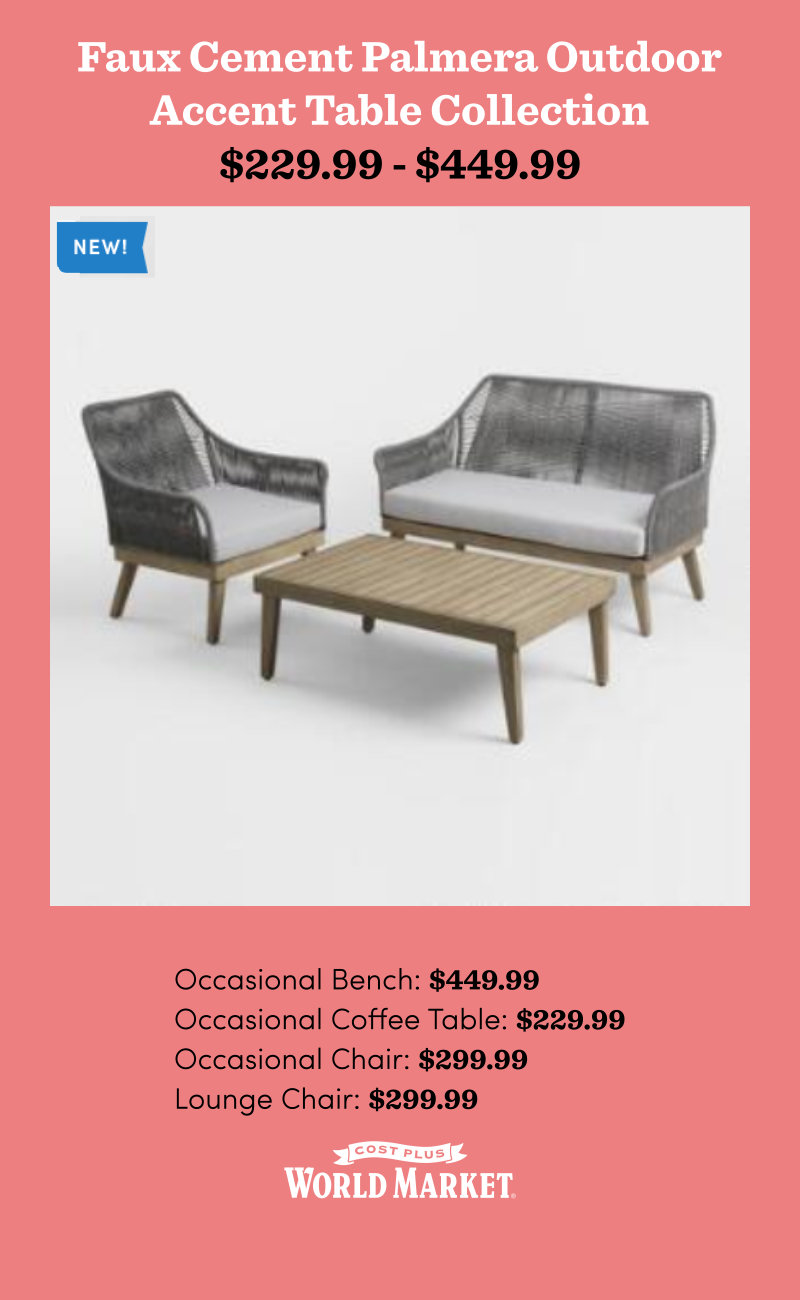 Faux Cement Palmera Outdoor
Accent Table Collection
$229.99 - $449.99
NEW!
Occasional Bench: $449.99
Occasional Coffee Table: $229.99
Occasional Chair: $299.99
Lounge Chair: $299.99
COST PLUS
WORLD MARKET®